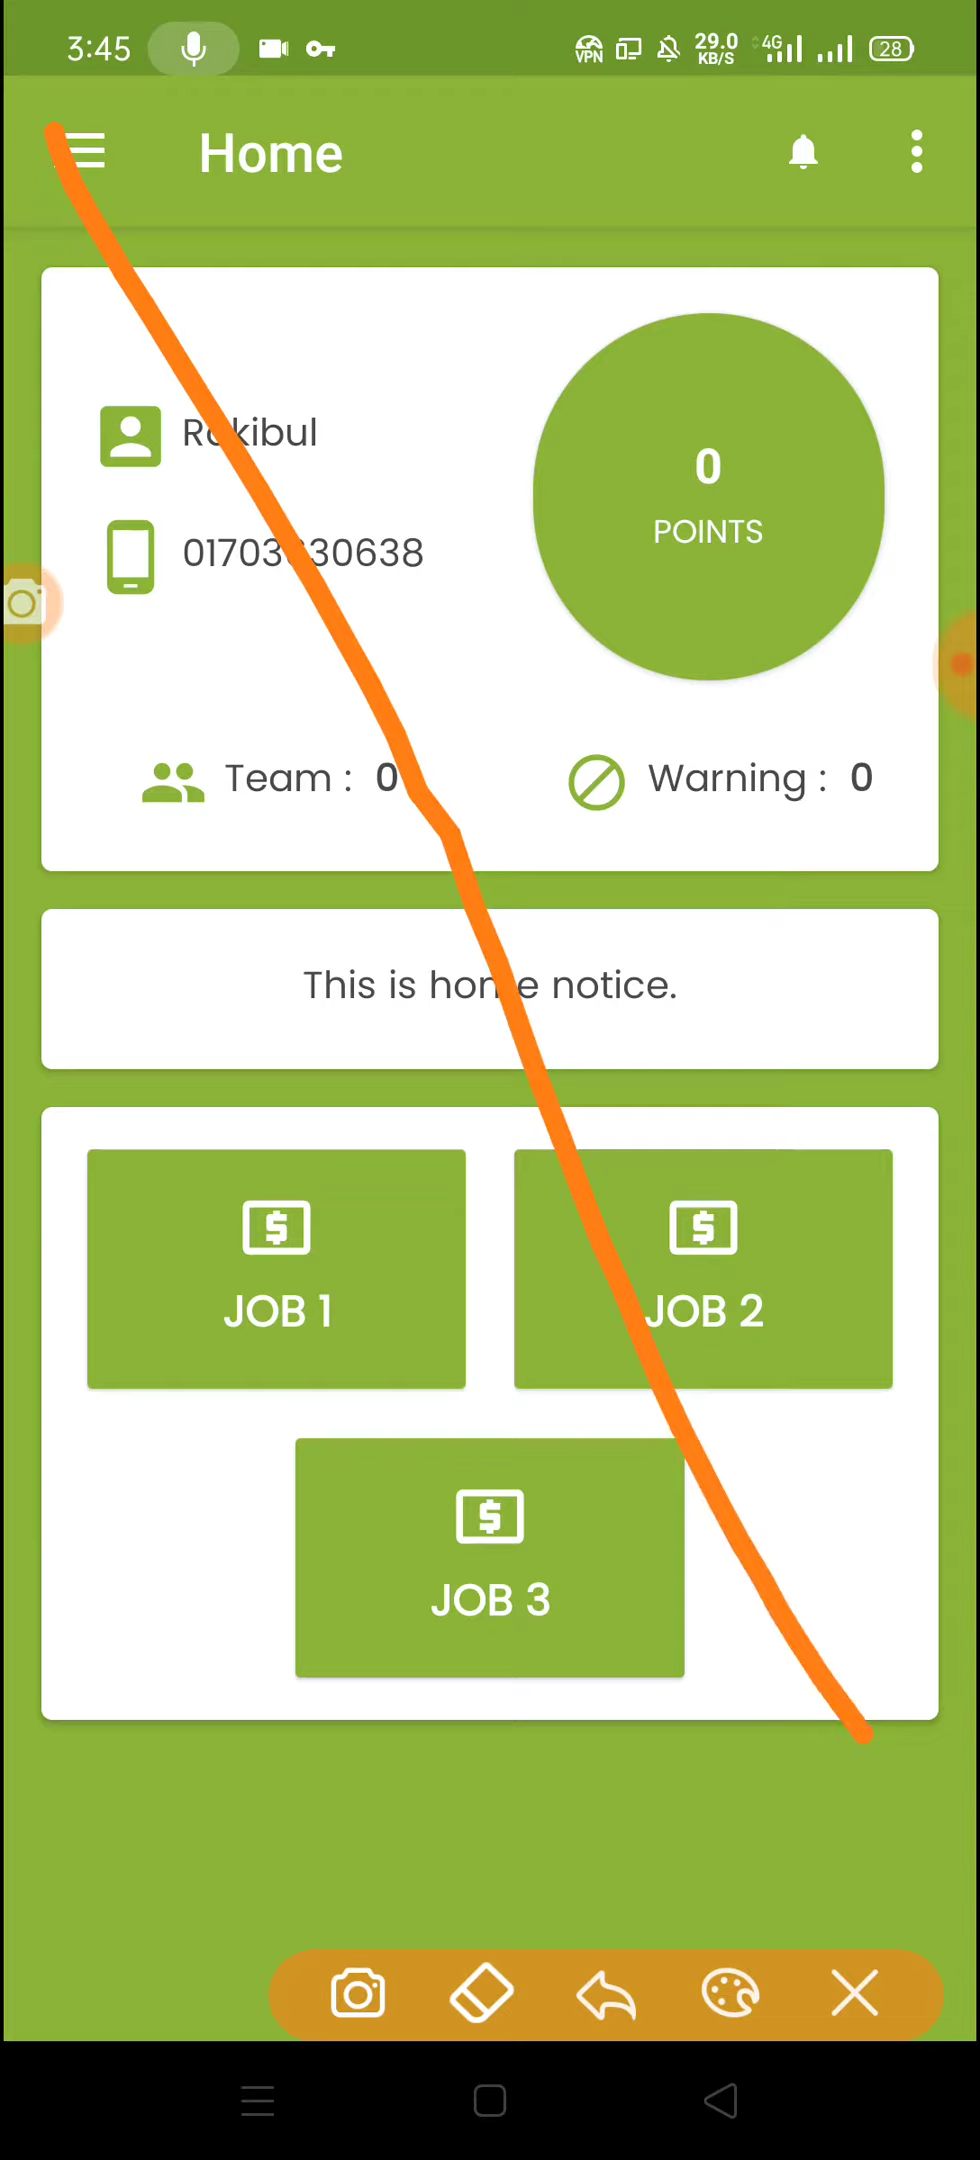 3:45
VPN
29.0
KB/S
4G
28
Home
Rakibul
0
POINTS
Team : 0
Warning : 0
This is home notice.
JOB 1
JOB 2
JOB 3